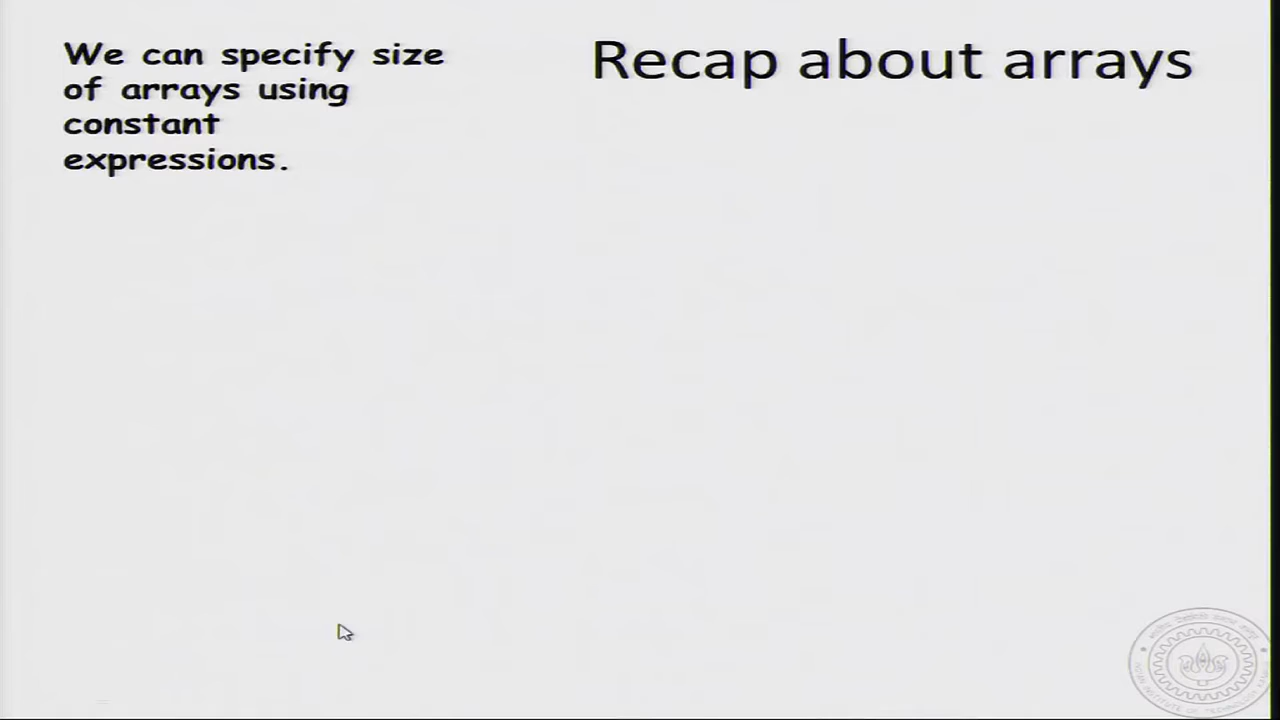 We can specify size
of arrays using
constant
expressions.
Recap about arrays